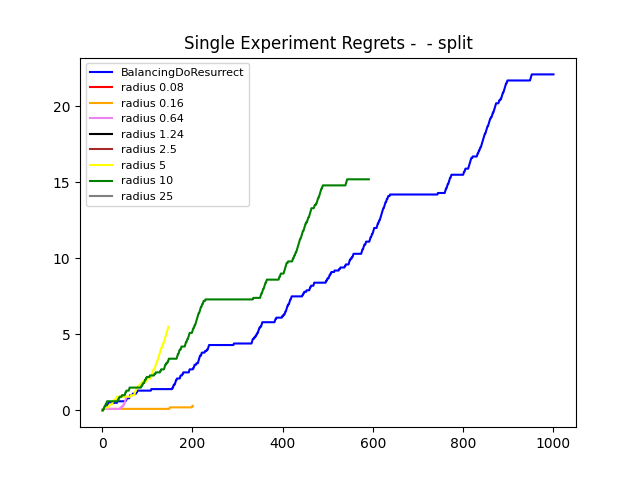 Single Experiment Regrets -  - split
BalancingDoResurrect
radius 0.08
radius 0.16
radius 0.64
radius 1.24
radius 2.5
radius 5
radius 10
radius 25
20
15
10
5
0
0 200 400 600 800 1000